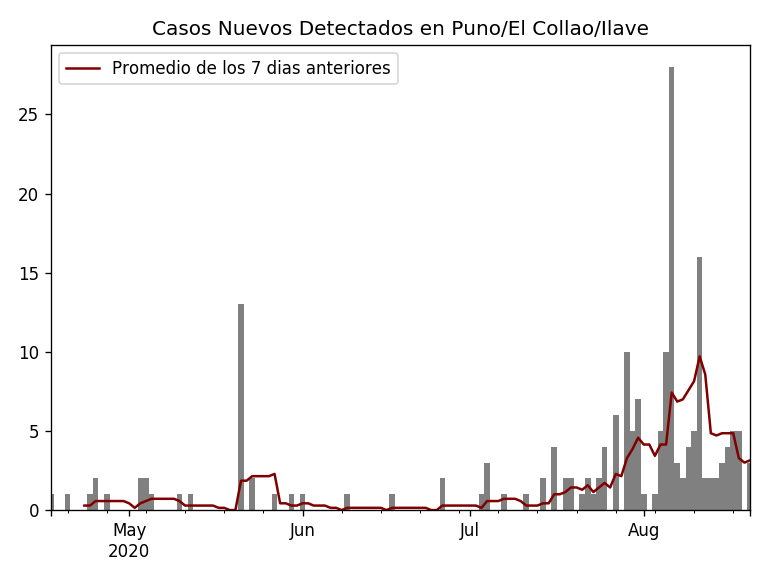 Casos Nuevos Detectados en Puno/El Collao/Ilave
Promedio de los 7 dias anteriores
25
20
15
10
5
0
May Jun Jul Aug
2020